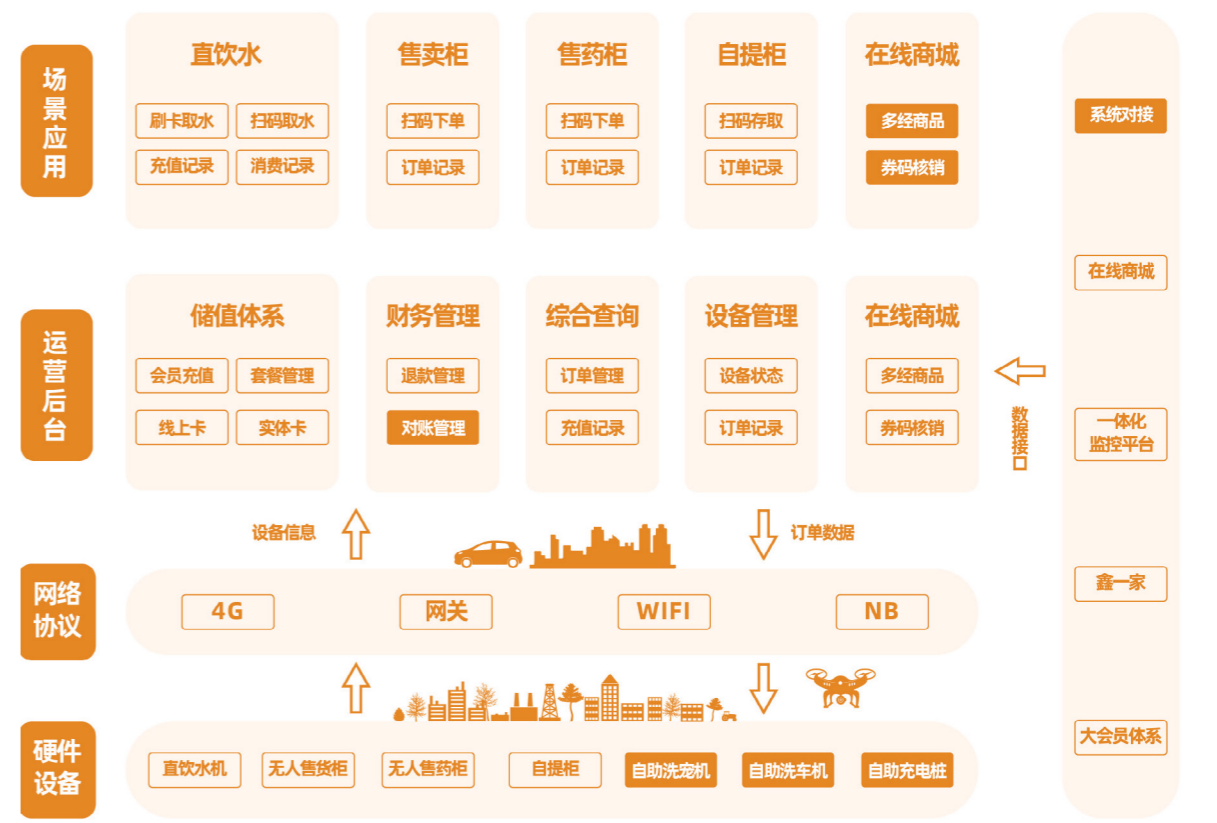 场景应用
直饮水
刷卡取水
扫码取水
充值记录
消费记录
售卖柜
扫码下单
订单记录
售药柜
扫码下单
订单记录
自提柜
扫码存取
订单记录
在线商城
多经商品
券码核销
运营后台
储值体系
会员充值
套餐管理
线上卡
实体卡
财务管理
退款管理
对账管理
综合查询
订单管理
充值记录
设备管理
设备状态
订单记录
在线商城
多经商品
券码核销
数据接口
设备信息
订单数据
网络
协议
4G
网关
WIFI
NB
硬件
设备
直饮水机
无人售货柜
无人售药柜
自提柜
自助洗宠机
自助洗车机
自助充电桩
系统对接
在线商城
一体化
监控平台
鑫一家
大会员体系